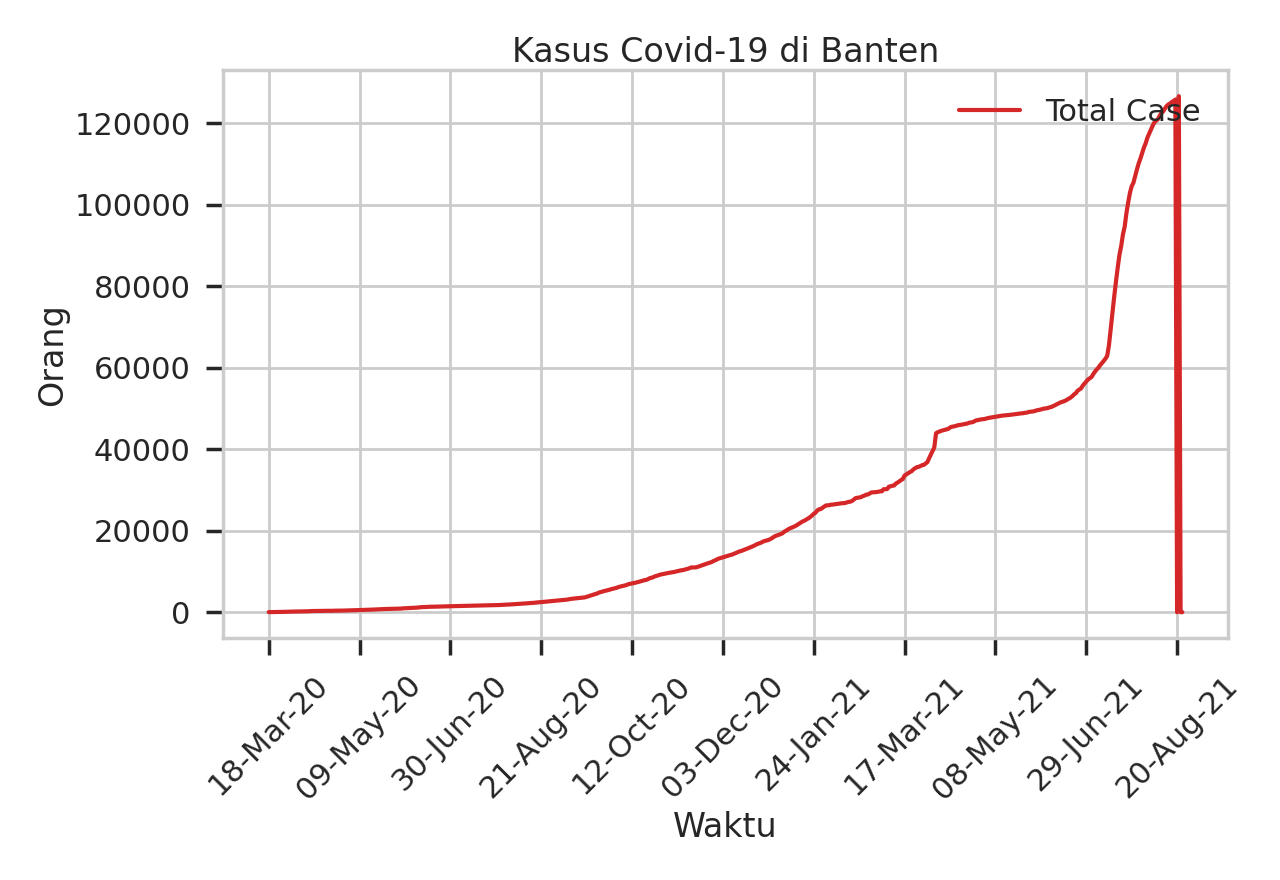 Kasus Covid-19 di Banten
Total Case
Orang
120000
100000
80000
60000
40000
20000
0
18-Mar-20
09-May-20
30-Jun-20
21-Aug-20
12-Oct-20
03-Dec-20
24-Jan-21
17-Mar-21
08-May-21
29-Jun-21
20-Aug-21
Waktu